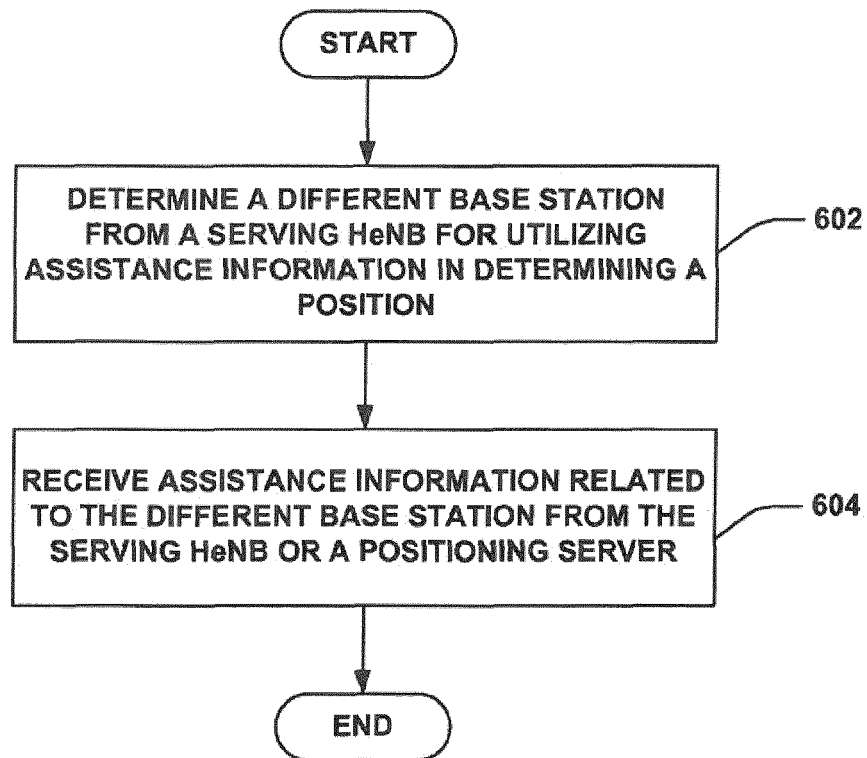 START
DETERMINE A DIFFERENT BASE STATION
FROM A SERVING HeNB FOR UTILIZING
ASSISTANCE INFORMATION IN DETERMINING A
POSITION
602
RECEIVE ASSISTANCE INFORMATION RELATED
TO THE DIFFERENT BASE STATION FROM THE
SERVING HeNB OR A POSITIONING SERVER
604
END